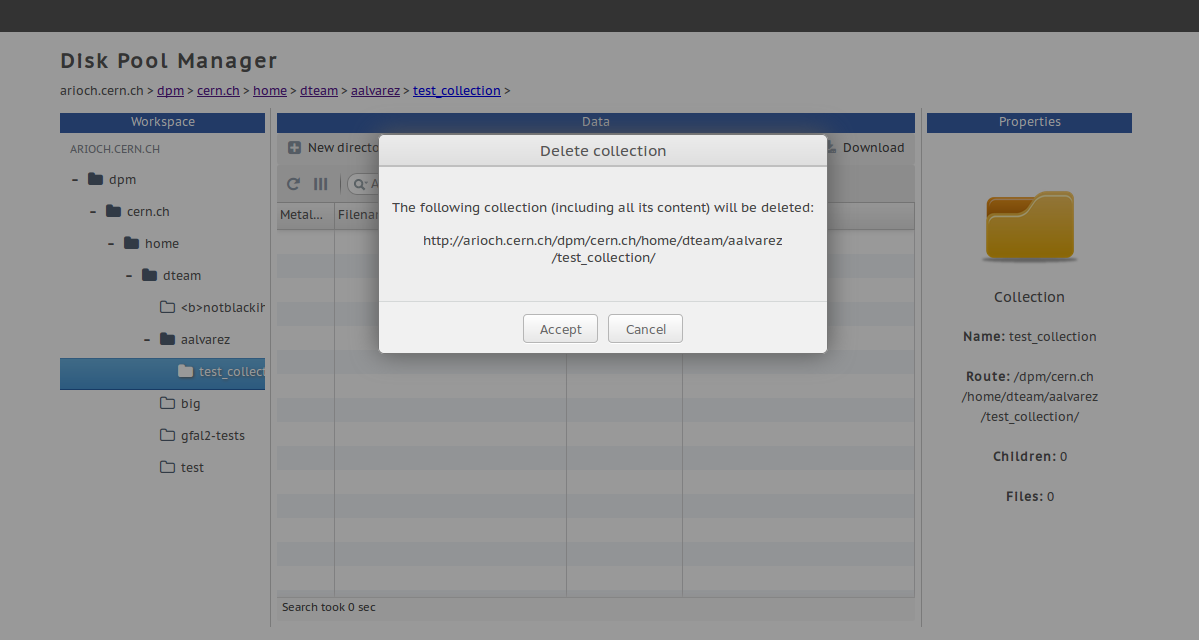 Disk Pool Manager
arioch.cern.ch > dpm > cern.ch > home > dteam > aalvarez > test_collection >
Workspace
Data
Properties
ARIOCH.CERN.CH
- dpm
- cern.ch
- home
- dteam
<b>notblackih
- aalvarez
test_collect
big
gfal2-tests
test
New directo
Download
A
Metal...
Filenar
Delete collection
The following collection (including all its content) will be deleted:
http://arioch.cern.ch/dpm/cern.ch/home/dteam/aalvarez
/test_collection/
Accept
Cancel
Search took 0 sec
Collection
Name: test_collection
Route: /dpm/cern.ch
/home/dteam/aalvarez
/test_collection/
Children: 0
Files: 0